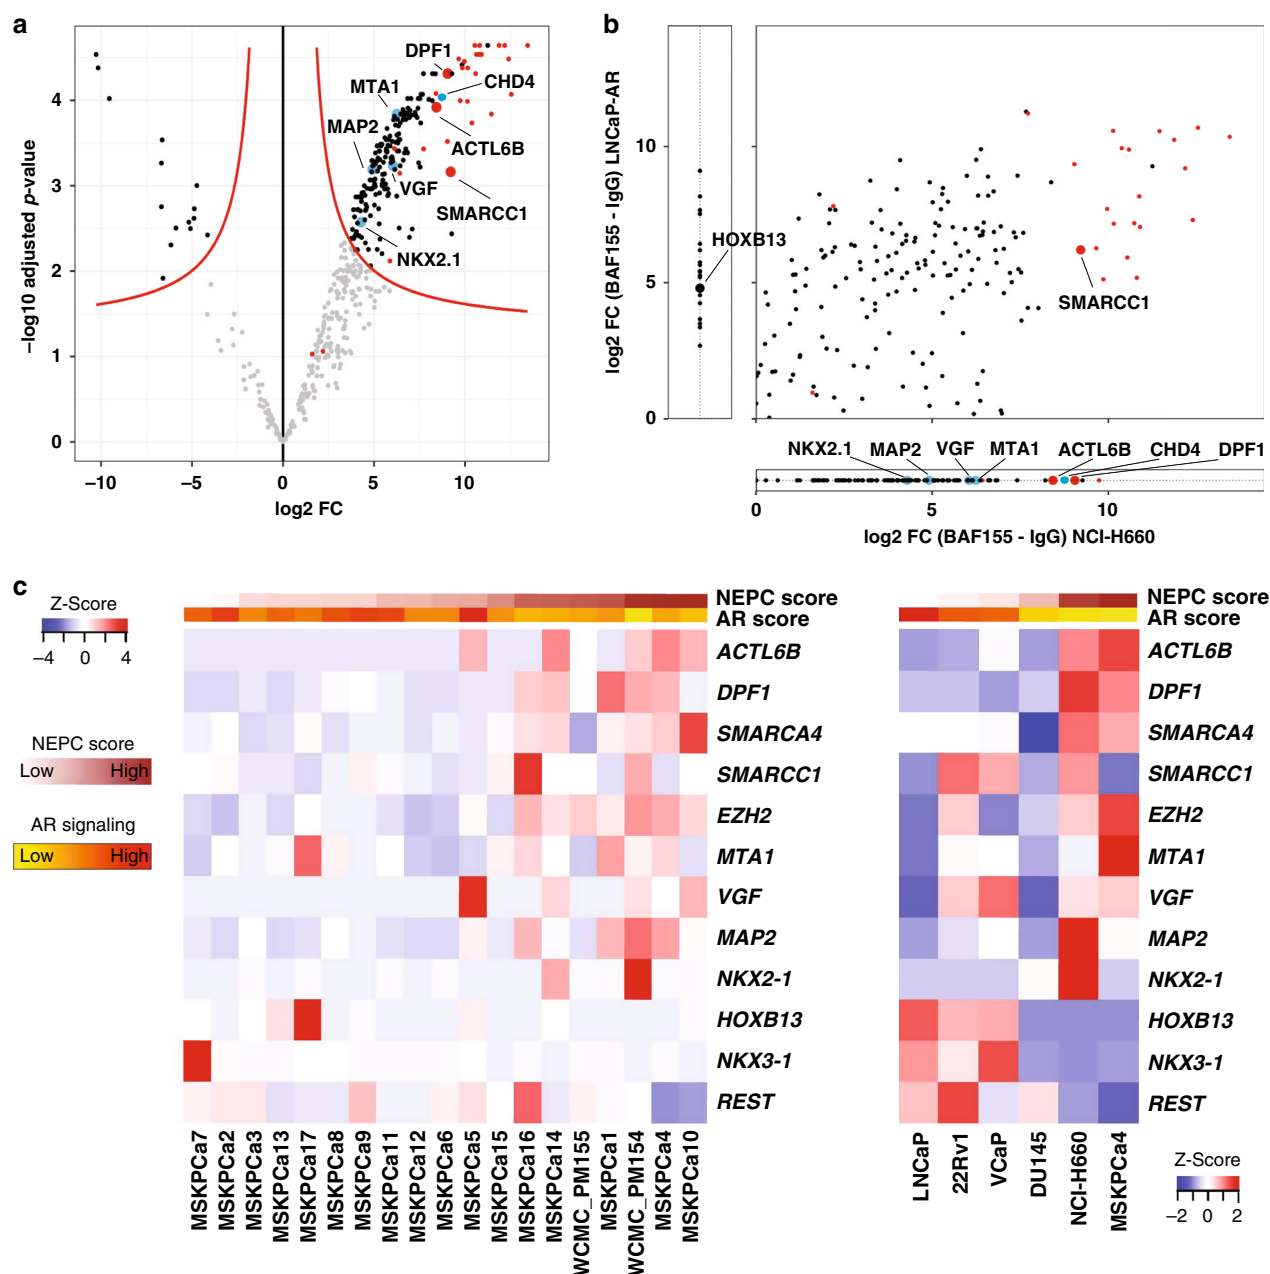 a
DPF1
MTA1
CHD4
MAP2
ACTL6B
VGF
SMARCC1
NKX2.1
4
3
2
1
0
−log10 adjusted p-value
−10
−5
0
5
10
log2 FC
b
log2 FC (BAF155 - IgG) LNCaP-AR
10
5
0
HOXB13
SMARCC1
NKX2.1
MAP2
VGF
MTA1
ACTL6B
CHD4
DPF1
0
5
10
log2 FC (BAF155 - IgG) NCI-H660
c
Z-Score
−4
0
4
NEPC score
Low
High
AR signaling
Low
High
NEPC score
AR score
ACTL6B
DPF1
SMARCA4
SMARCC1
EZH2
MTA1
VGF
MAP2
NKX2-1
HOXB13
NKX3-1
REST
MSKPCa7
MSKPCa2
MSKPCa3
MSKPCa13
MSKPCa17
MSKPCa8
MSKPCa9
MSKPCa11
MSKPCa12
MSKPCa6
MSKPCa5
MSKPCa15
MSKPCa16
MSKPCa14
WCMC_PM155
MSKPCa1
WCMC_PM154
MSKPCa4
MSKPCa10
NEPC score
AR score
ACTL6B
DPF1
SMARCA4
SMARCC1
EZH2
MTA1
VGF
MAP2
NKX2-1
HOXB13
NKX3-1
REST
LNCaP
22Rv1
VCaP
DU145
NCI-H660
MSKPCa4
Z-Score
−2
0
2